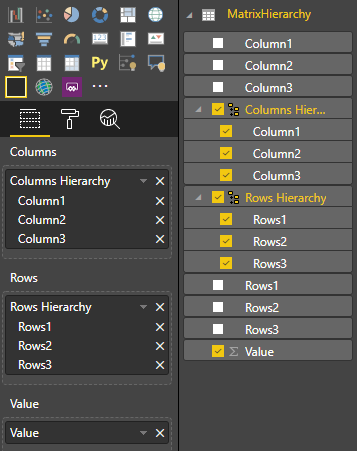 Py
Columns
Columns Hierarchy
Column1
Column2
Column3
Rows
Rows Hierarchy
Rows1
Rows2
Rows3
Value
Value
MatrixHierarchy
Column1
Column2
Column3
Columns Hier...
Column1
Column2
Column3
Rows Hierarchy
Rows1
Rows2
Rows3
Rows1
Rows2
Rows3
Σ Value